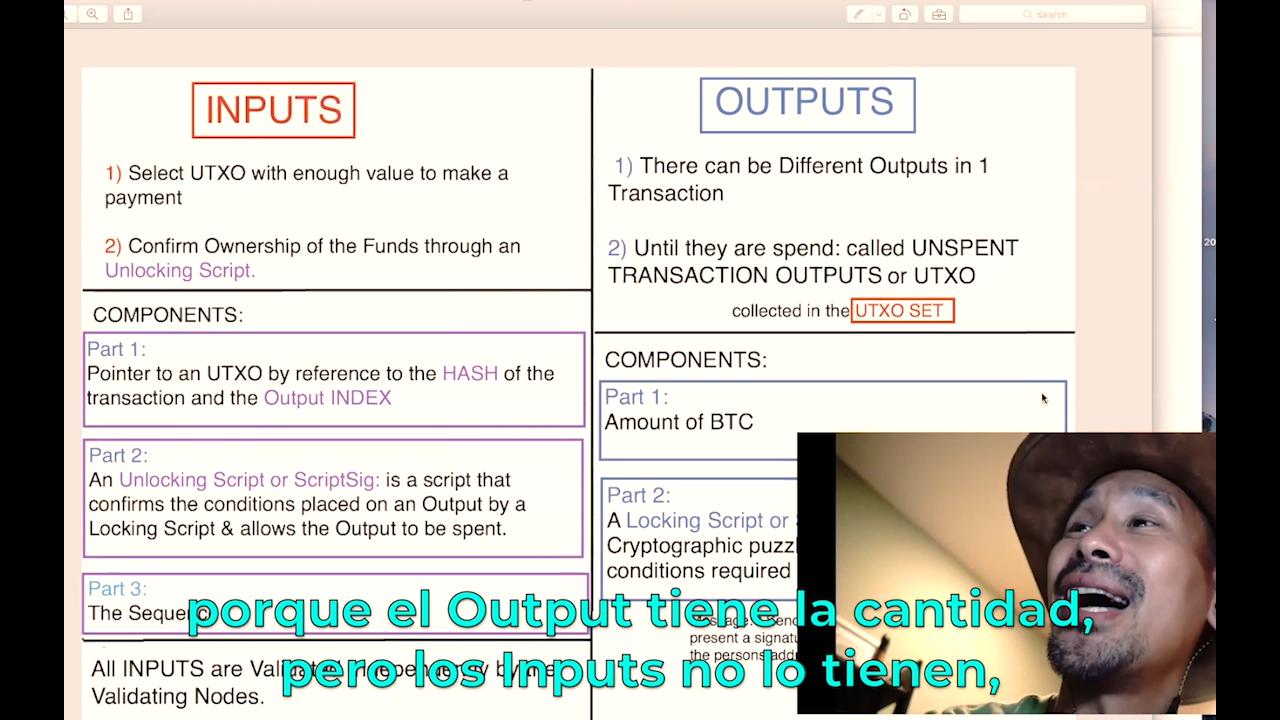 Search
INPUTS
1) Select UTXO with enough value to make a
payment
2) Confirm Ownership of the Funds through an
Unlocking Script.
COMPONENTS:
Part 1:
Pointer to an UTXO by reference to the HASH of the
transaction and the Output INDEX
Part 2:
An Unlocking Script or ScriptSig: is a script that
confirms the conditions placed on an Output by a
Locking Script & allows the Output to be spent.
Part 3:
The
All INPUTS are by
Validating Nodes.
OUTPUTS
1) There can be Different Outputs in 1
Transaction
2) Until they are spend: called UNSPENT
TRANSACTION OUTPUTS or UTXO
collected in the UTXO SET
COMPONENTS:
Part 1:
Amount of BTC
Part 2:
A Locking Script or
Cryptographic
conditions required
present a
the persons
20
porque el Output tiene la cantidad,
pero los Inputs no lo tienen,